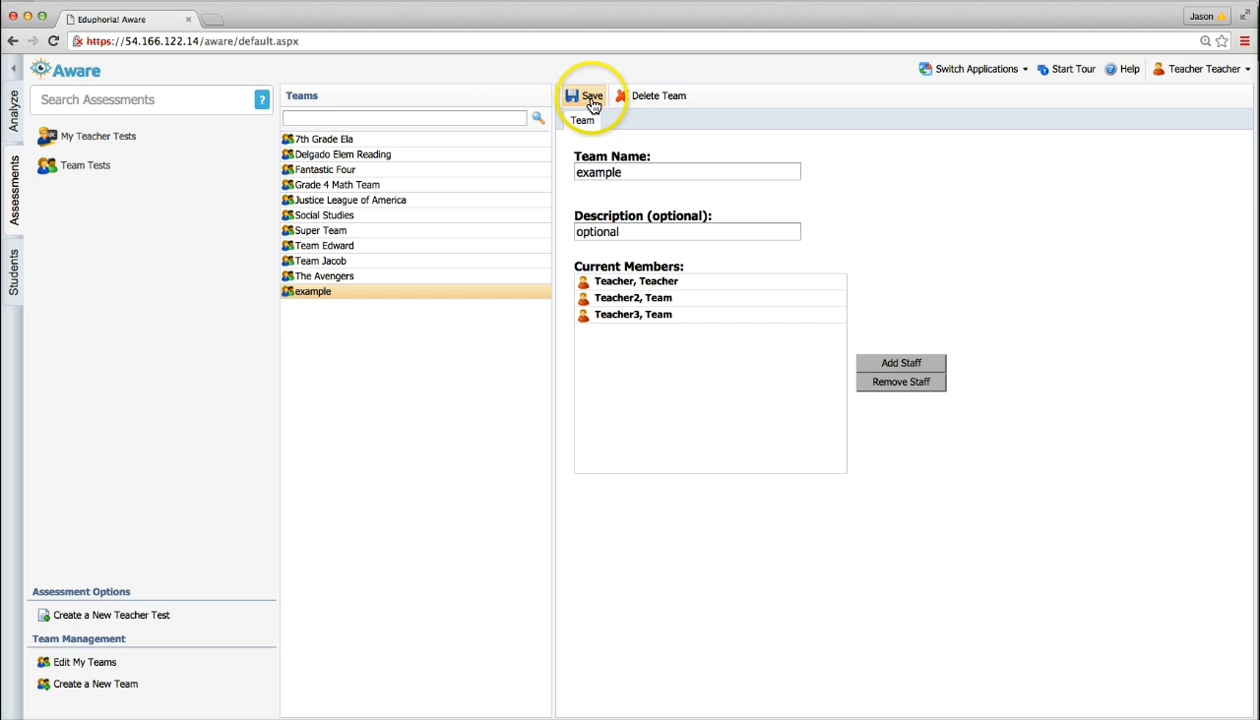 Eduphoria! Aware
Jason
https://54.166.122.14/aware/default.aspx
Aware
Switch Applications
Start Tour
Help
Teacher Teacher
Analyze
Assessments
Students
Search Assessments
?
My Teacher Tests
Team Tests
Assessment Options
Create a New Teacher Test
Team Management
Edit My Teams
Create a New Team
Teams
7th Grade Ela
Delgado Elem Reading
Fantastic Four
Grade 4 Math Team
Justice League of America
Social Studies
Super Team
Team Edward
Team Jacob
The Avengers
example
Save
Delete Team
Team
Team Name:
example
Description (optional):
optional
Current Members:
Teacher, Teacher
Teacher2, Team
Teacher3, Team
Add Staff
Remove Staff